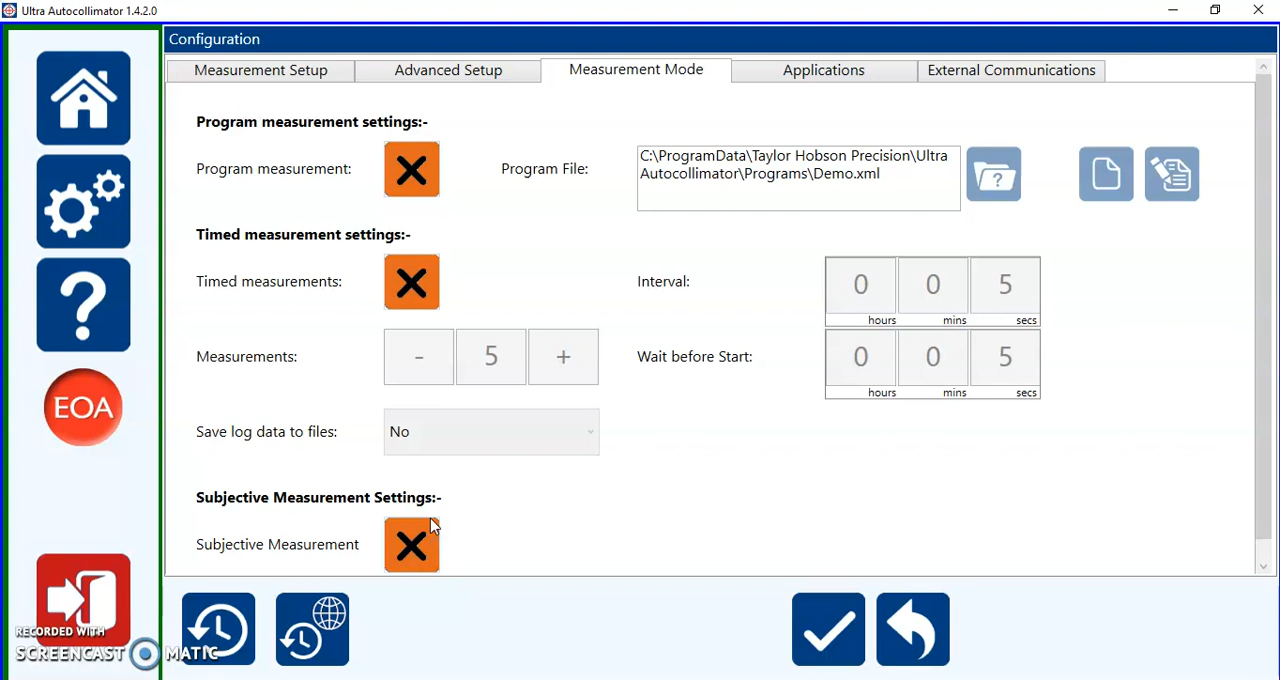 Ultra Autocollimator 1.4.2.0
Configuration
Measurement Setup
Advanced Setup
Measurement Mode
Applications
External Communications
Program measurement settings:-
Program measurement:
Program File:
C:\ProgramData\Taylor Hobson Precision\Ultra
Autocollimator\Programs\Demo.xml
?
Timed measurement settings:-
Timed measurements:
Interval:
0 0 5
hours mins secs
Measurements:
- 5 +
Wait before Start:
0 0 5
hours mins secs
Save log data to files:
No
Subjective Measurement Settings:-
Subjective Measurement
?
EOA
RECORDED WITH
SCREENCAST MATIC